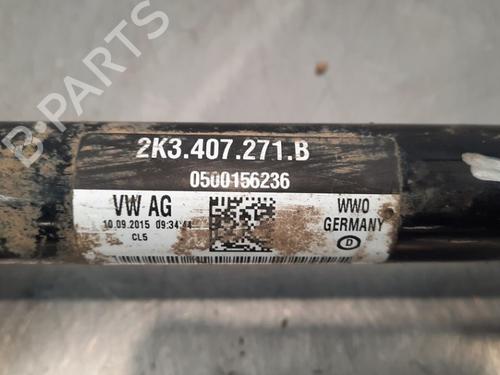 B-PARTS
2K3.407.271.B
0500156236
VW AG
10.09.2015 09:34:44
CL5
WWO
GERMANY
D